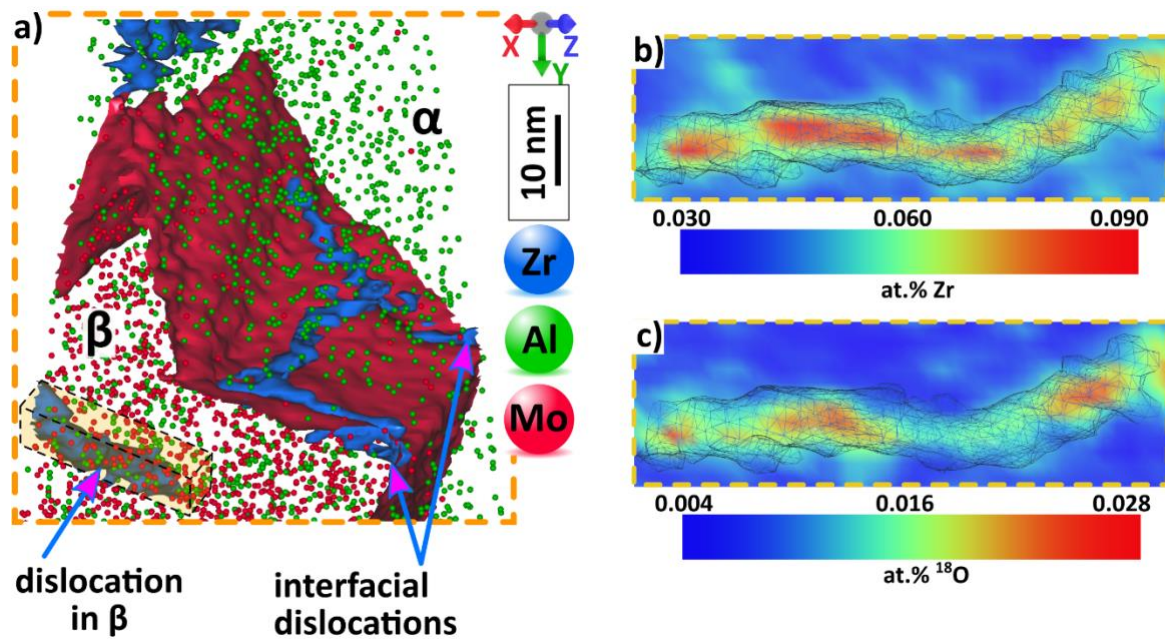 a)
X
Z
Y
α
10 nm
Zr
Al
Mo
β
dislocation
in β
interfacial
dislocations
b)
0.030 0.060 0.090
at.% Zr
c)
0.004 0.016 0.028
at.% ¹⁸O